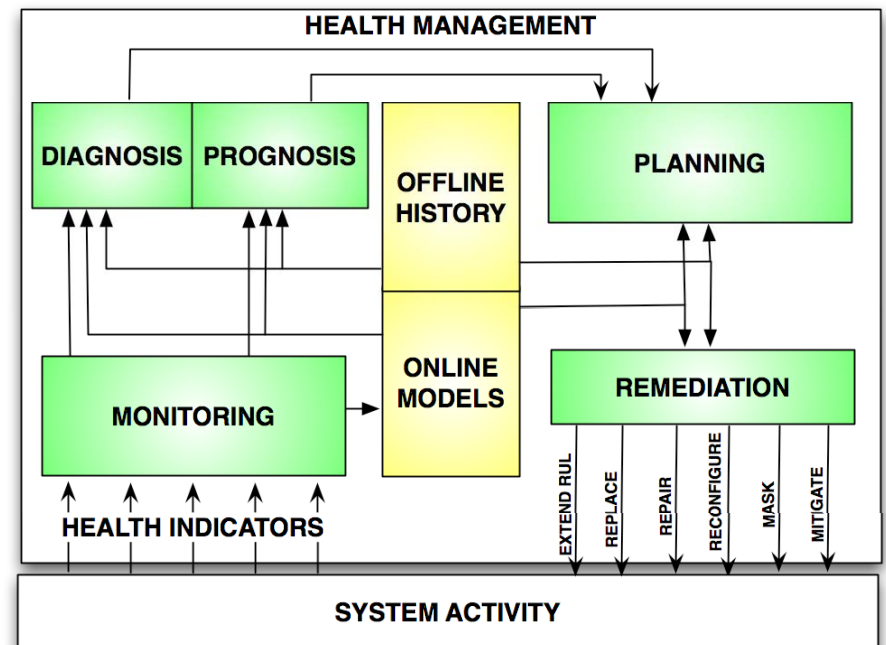 HEALTH MANAGEMENT
DIAGNOSIS
PROGNOSIS
OFFLINE
HISTORY
PLANNING
ONLINE
MODELS
MONITORING
REMEDIATION
HEALTH INDICATORS
EXTEND RUL
REPLACE
REPAIR
RECONFIGURE
MASK
MITIGATE
SYSTEM ACTIVITY